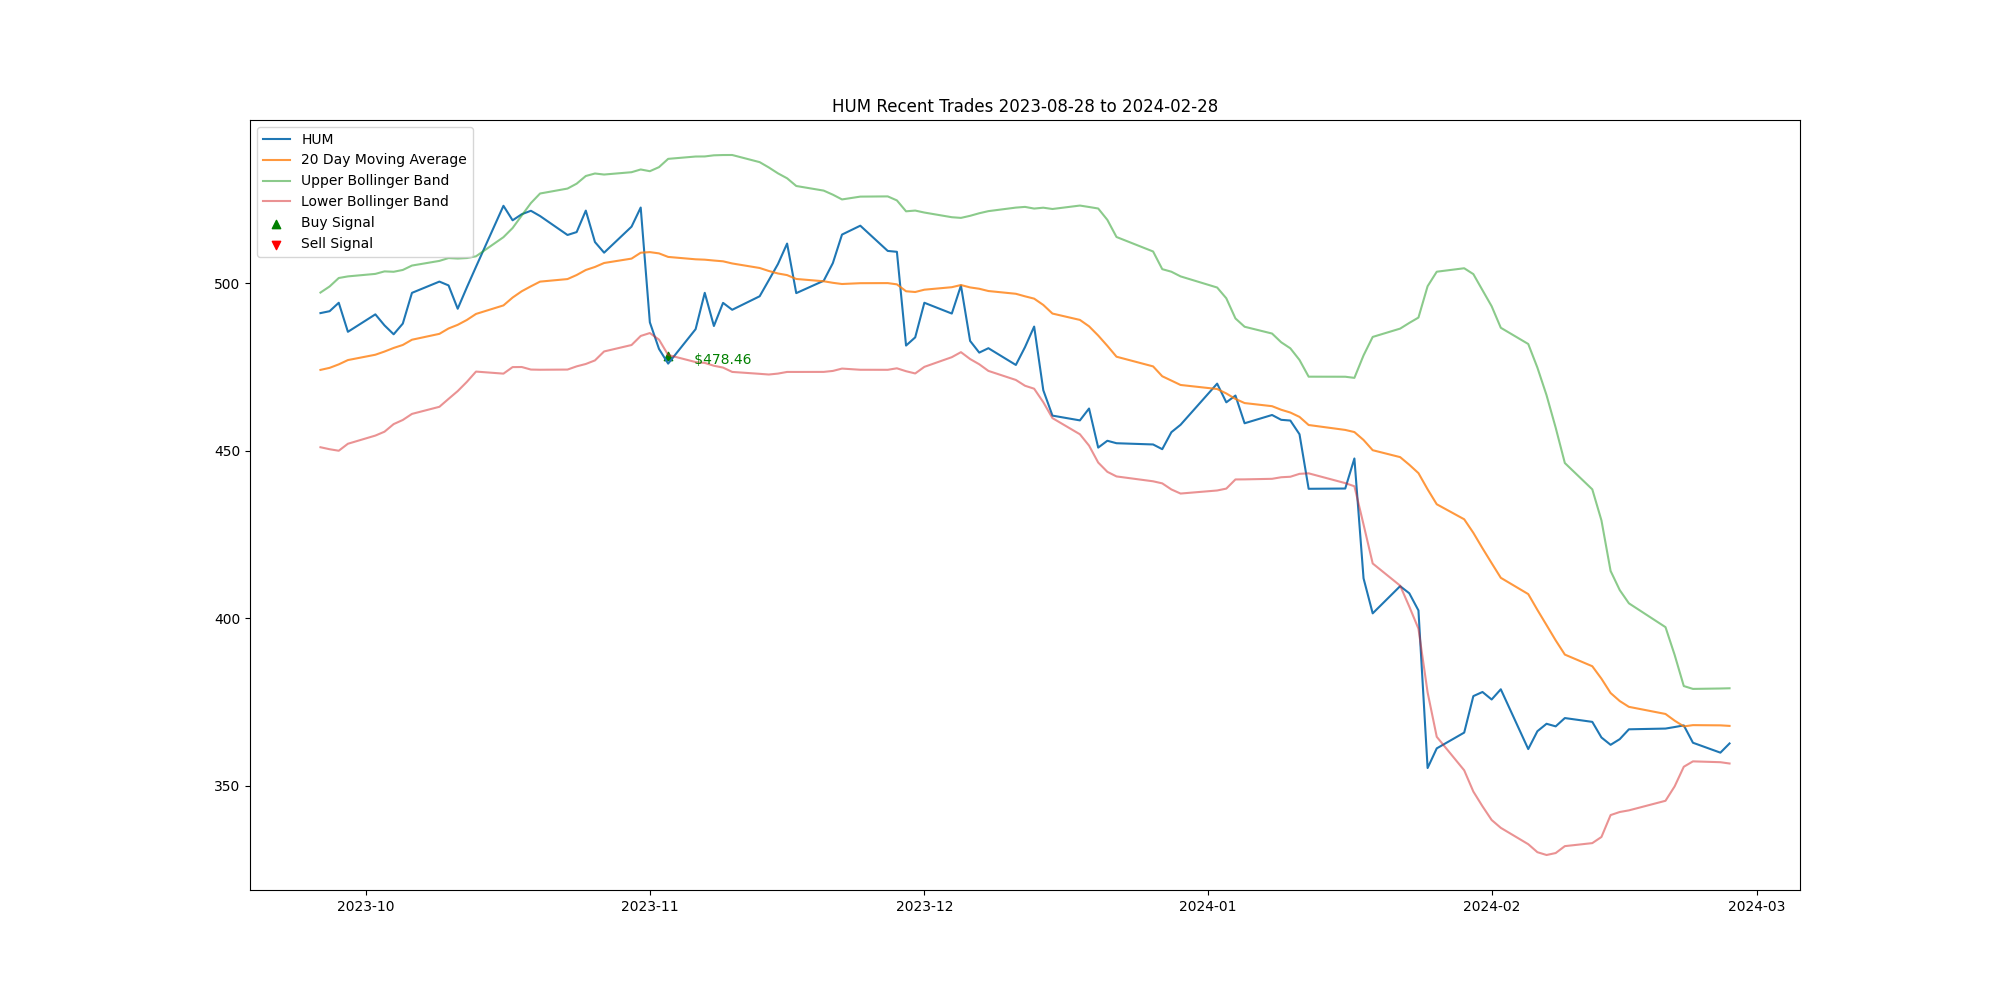 HUM Recent Trades 2023-08-28 to 2024-02-28
HUM
20 Day Moving Average
Upper Bollinger Band
Lower Bollinger Band
Buy Signal
Sell Signal
$478.46
500
450
400
350
2023-10
2023-11
2023-12
2024-01
2024-02
2024-03